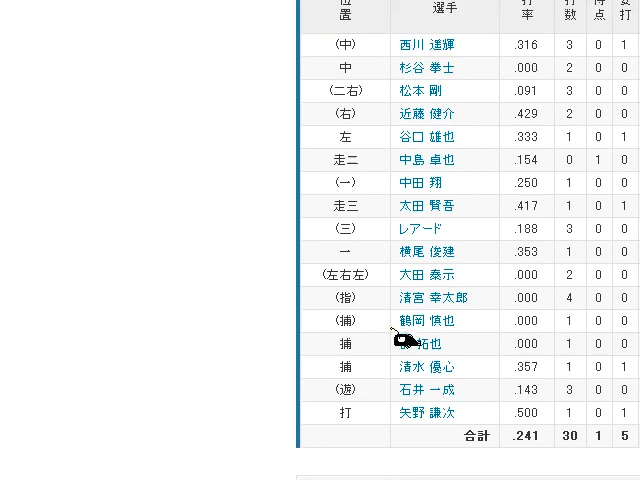 位置 選手 打率 打数 得点 安打
(中) 西川 遥輝 .316 3 0 1
中 杉谷 拳士 .000 2 0 0
(二右) 松本 剛 .091 3 0 0
(右) 近藤 健介 .429 2 0 0
左 谷口 雄也 .333 1 0 1
走二 中島 卓也 .154 0 1 0
(一) 中田 翔 .250 1 0 0
走三 太田 賢吾 .417 1 0 1
(三) レアード .188 3 0 0
一 横尾 俊建 .353 1 0 0
(左右左) 大田 泰示 .000 2 0 0
(指) 清宮 幸太郎 .000 4 0 0
(捕) 鶴岡 慎也 .000 1 0 0
捕 拓也 .000 1 0 0
捕 清水 優心 .357 1 0 1
(遊) 石井 一成 .143 3 0 0
打 矢野 謙次 .500 1 0 1
合計 .241 30 1 5